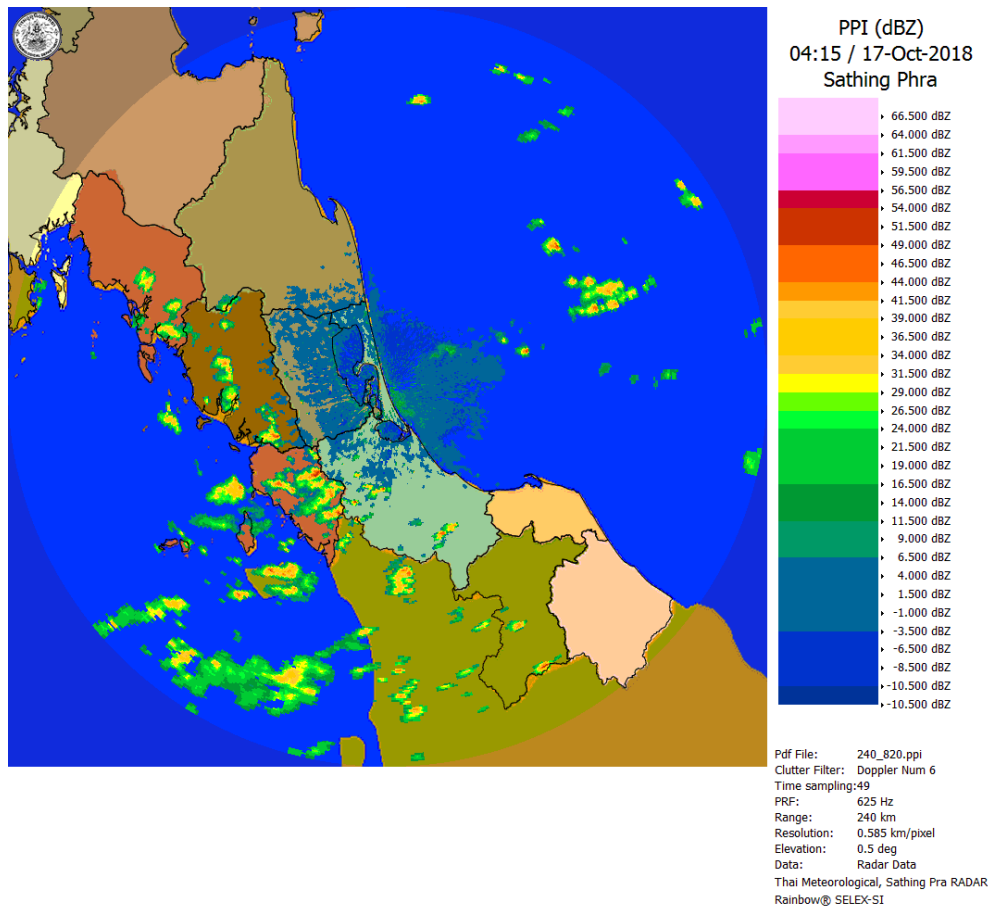 PPI (dBZ)
04:15 / 17-Oct-2018
Sathing Phra
66.500 dBZ
64.000 dBZ
61.500 dBZ
59.500 dBZ
56.500 dBZ
54.000 dBZ
51.500 dBZ
49.000 dBZ
46.500 dBZ
44.000 dBZ
41.500 dBZ
39.000 dBZ
36.500 dBZ
34.000 dBZ
31.500 dBZ
29.000 dBZ
26.500 dBZ
24.000 dBZ
21.500 dBZ
19.000 dBZ
16.500 dBZ
14.000 dBZ
11.500 dBZ
9.000 dBZ
6.500 dBZ
4.000 dBZ
1.500 dBZ
-1.000 dBZ
-3.500 dBZ
-6.500 dBZ
-8.500 dBZ
-10.500 dBZ
-10.500 dBZ
Pdf File: 240_820.ppi
Clutter Filter: Doppler Num 6
Time sampling:49
PRF: 625 Hz
Range: 240 km
Resolution: 0.585 km/pixel
Elevation: 0.5 deg
Data: Radar Data
Thai Meteorological, Sathing Pra RADAR
Rainbow® SELEX-SI